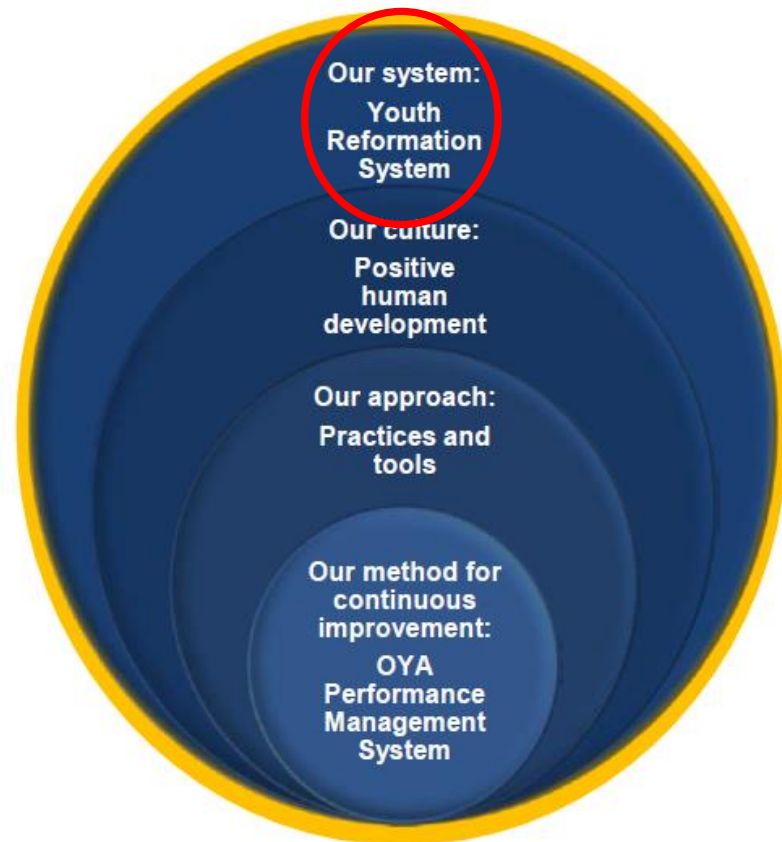 Our system:
Youth
Reformation
System
Our culture:
Positive
human
development
Our approach:
Practices and
tools
Our method for
continuous
improvement:
OYA
Performance
Management
System